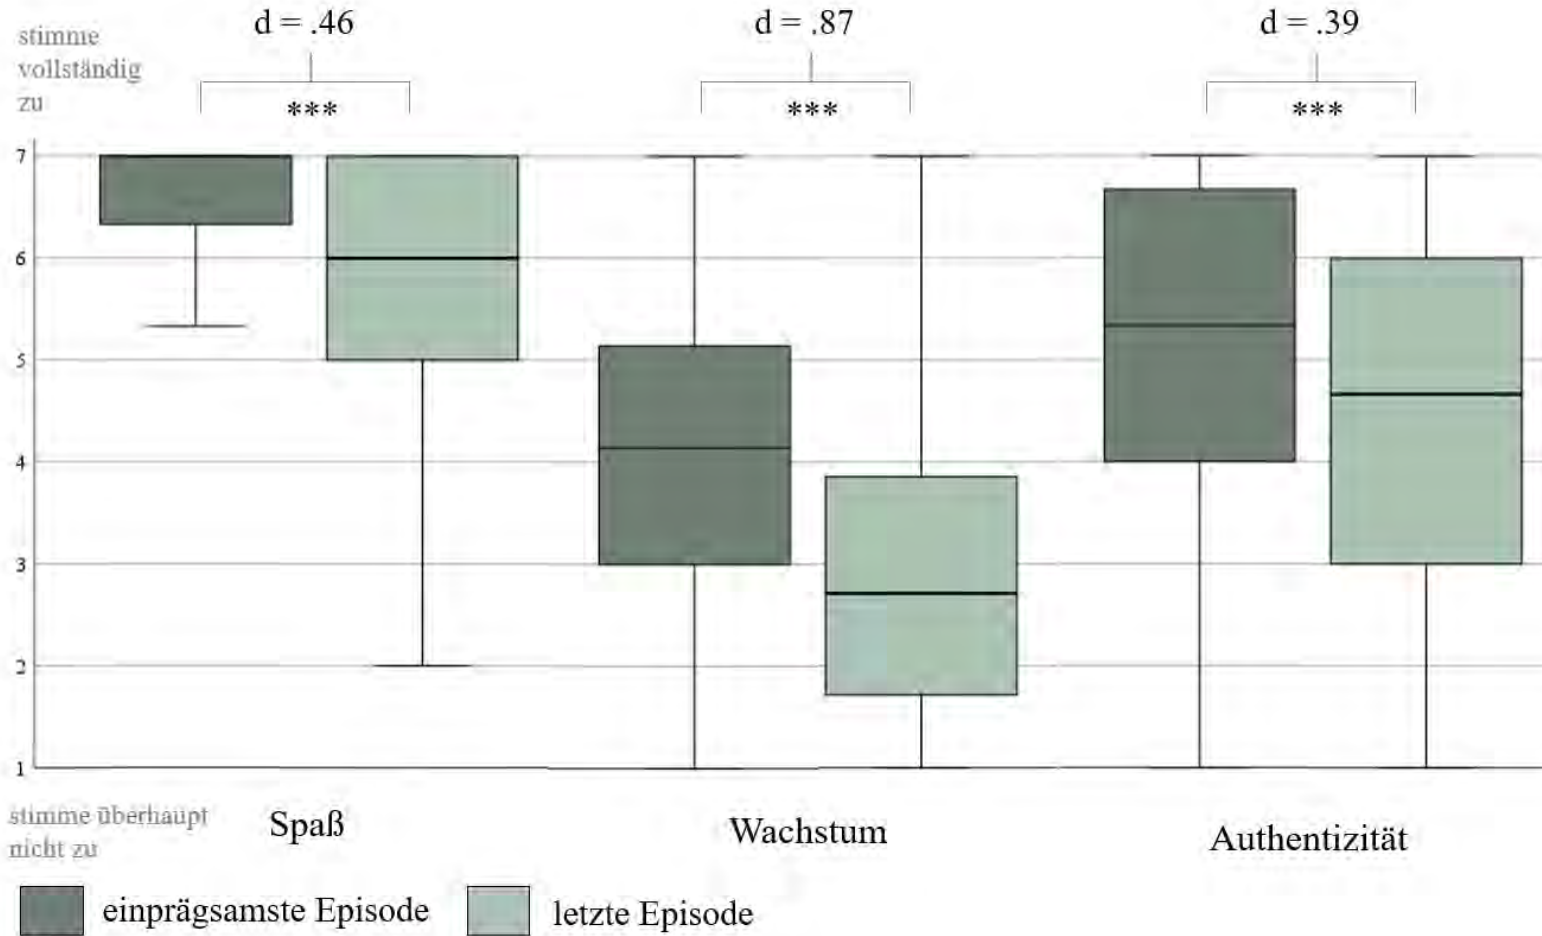 d = .46
d = .87
d = .39
stimme
vollständig
zu
***
***
***
7
6
5
4
3
2
1
stimme überhaupt
nicht zu
Spaß
Wachstum
Authentizität
einprägsamste Episode
letzte Episode